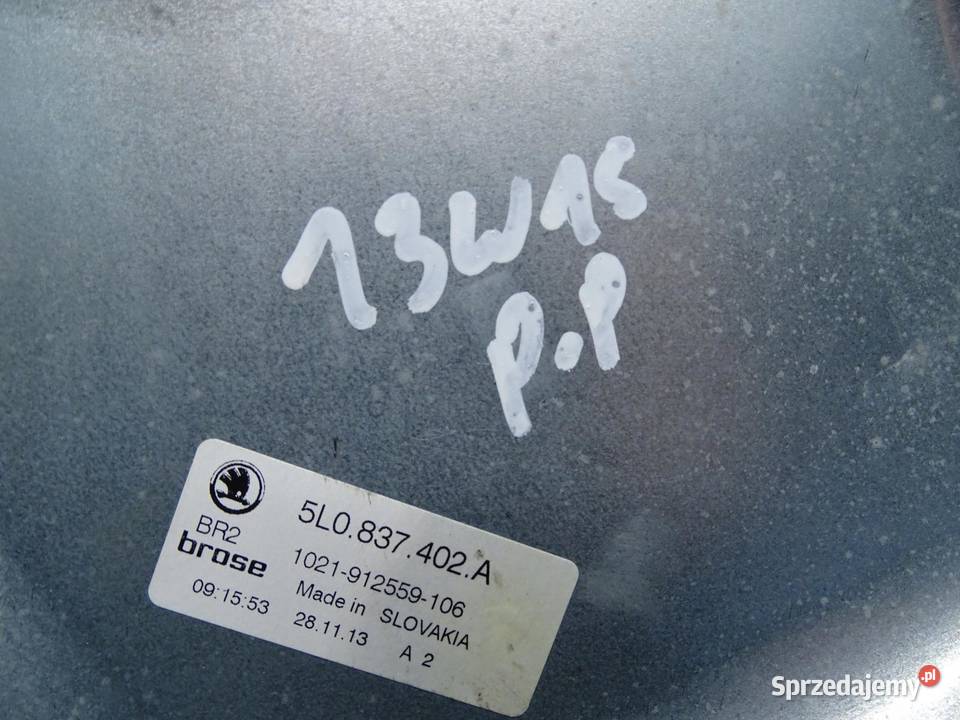 13W15
P.P
5L0.837.402.A
BR2
brose
1021-912559-106
Made in SLOVAKIA
09:15:53
28.11.13 A 2
Sprzedajemy.pl